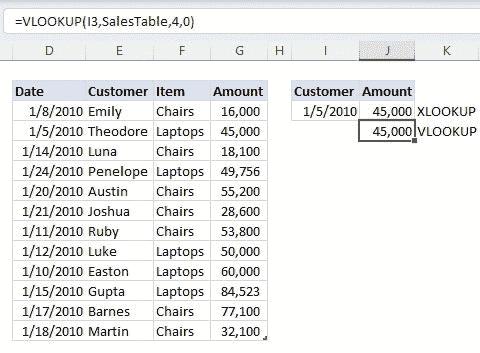 =VLOOKUP(I3,SalesTable,4,0)
D E F G H I J K
Date Customer Item Amount Customer Amount
1/8/2010 Emily Chairs 16,000 1/5/2010 45,000 XLOOKUP
1/5/2010 Theodore Laptops 45,000 45,000 VLOOKUP
1/14/2010 Luna Chairs 18,100
1/24/2010 Penelope Laptops 49,756
1/20/2010 Austin Chairs 55,200
1/21/2010 Joshua Chairs 28,600
1/11/2010 Ruby Chairs 53,800
1/12/2010 Luke Laptops 50,000
1/10/2010 Easton Laptops 60,000
1/15/2010 Gupta Laptops 84,523
1/17/2010 Barnes Chairs 77,100
1/18/2010 Martin Chairs 32,100